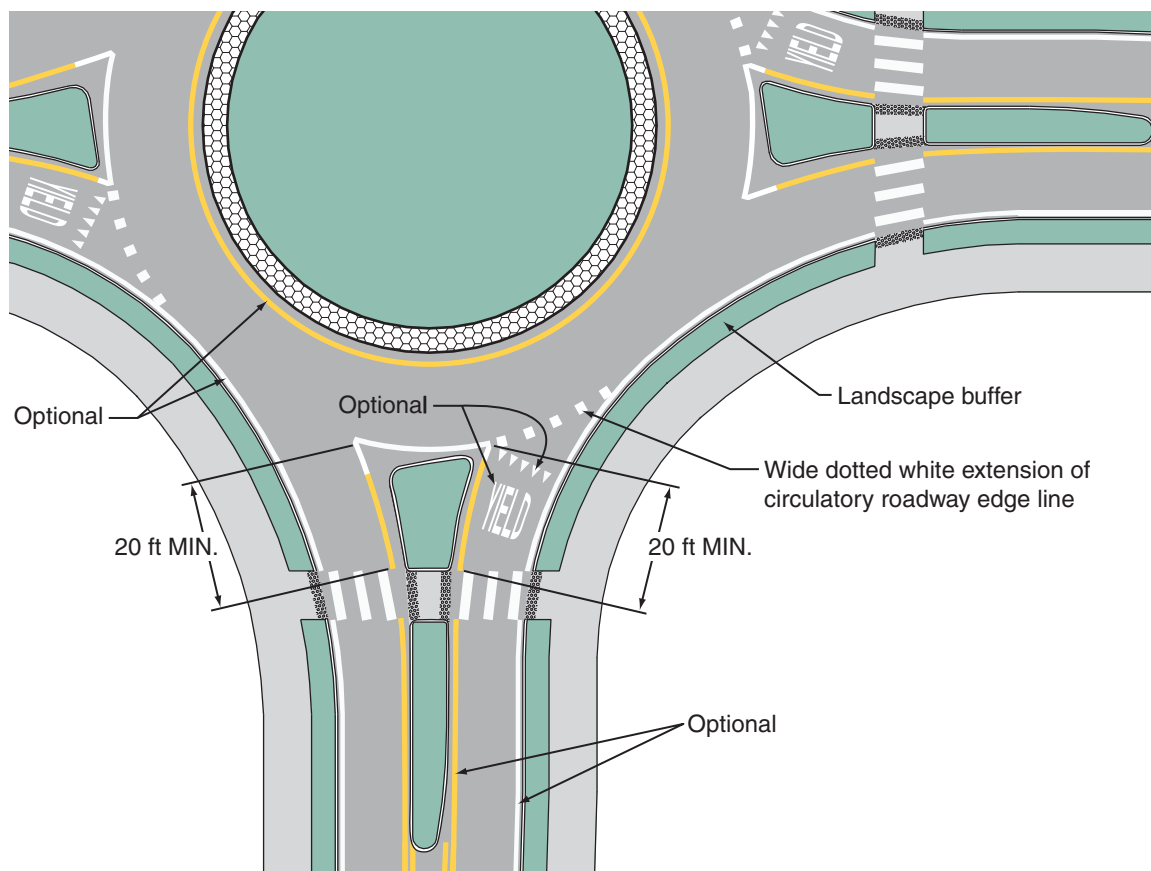 YIELD
YIELD
Optional
Optional
Landscape buffer
Wide dotted white extension of
circulatory roadway edge line
YIELD
20 ft MIN.
20 ft MIN.
Optional